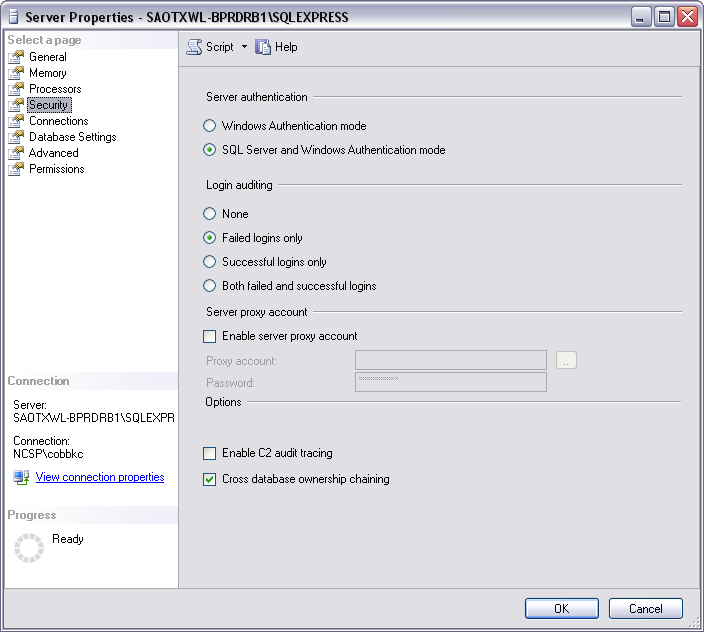 Server Properties - SAOTXWL-BPRDRB1\SQLEXPRESS
Select a page
General
Memory
Processors
Security
Connections
Database Settings
Advanced
Permissions
Script
Help
Server authentication
Windows Authentication mode
SQL Server and Windows Authentication mode
Login auditing
None
Failed logins only
Successful logins only
Both failed and successful logins
Server proxy account
Enable server proxy account
Proxy account:
...
Password:
**********
Options
Enable C2 audit tracing
Cross database ownership chaining
Connection
Server:
SAOTXWL-BPRDRB1\SQLEXPR
Connection:
NCSP\cobbkc
View connection properties
Progress
Ready
OK
Cancel